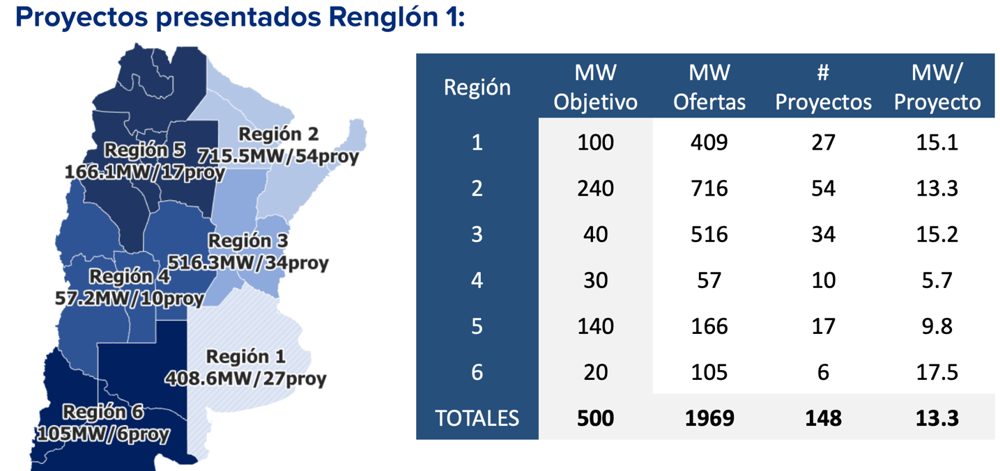 Proyectos presentados Renglón 1:
Región 2
715.5MW/54proy
Región 5
166.1MW/17proy
Región 3
516.3MW/34proy
Región 4
57.2MW/10proy
Región 1
408.6MW/27proy
Región 6
105MW/6proy
Región MW Objetivo MW Ofertas # Proyectos MW/ Proyecto
1 100 409 27 15.1
2 240 716 54 13.3
3 40 516 34 15.2
4 30 57 10 5.7
5 140 166 17 9.8
6 20 105 6 17.5
TOTALES 500 1969 148 13.3